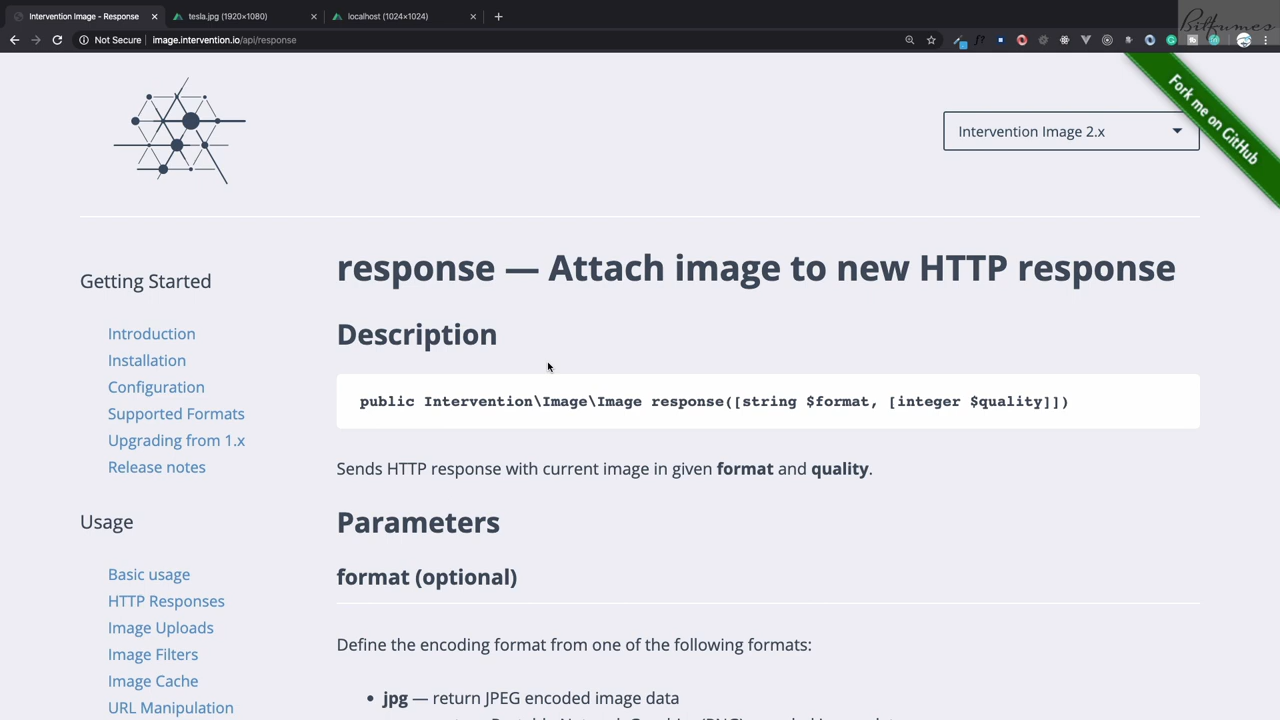 Intervention Image - Response
tesla.jpg (1920×1080)
localhost (1024×1024)
Bitfumes
Not Secure
image.intervention.io/api/response
f?
Fork me on GitHub
Intervention Image 2.x
response — Attach image to new HTTP response
Getting Started
Description
Introduction
Installation
Configuration
public Intervention\Image\Image response([string $format, [integer $quality]])
Supported Formats
Upgrading from 1.x
Release notes
Sends HTTP response with current image in given format and quality.
Usage
Parameters
Basic usage
format (optional)
HTTP Responses
Image Uploads
Define the encoding format from one of the following formats:
Image Filters
Image Cache
jpg — return JPEG encoded image data
URL Manipulation